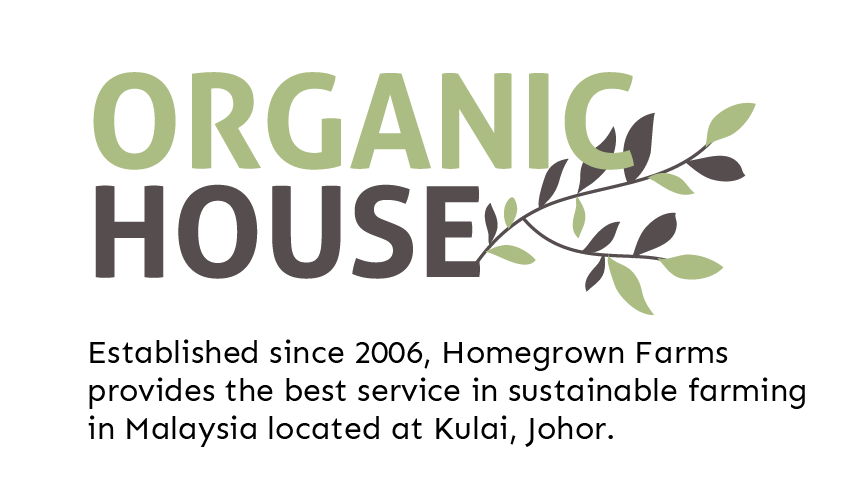 ORGANIC
HOUSE
Established since 2006, Homegrown Farms
provides the best service in sustainable farming
in Malaysia located at Kulai, Johor.